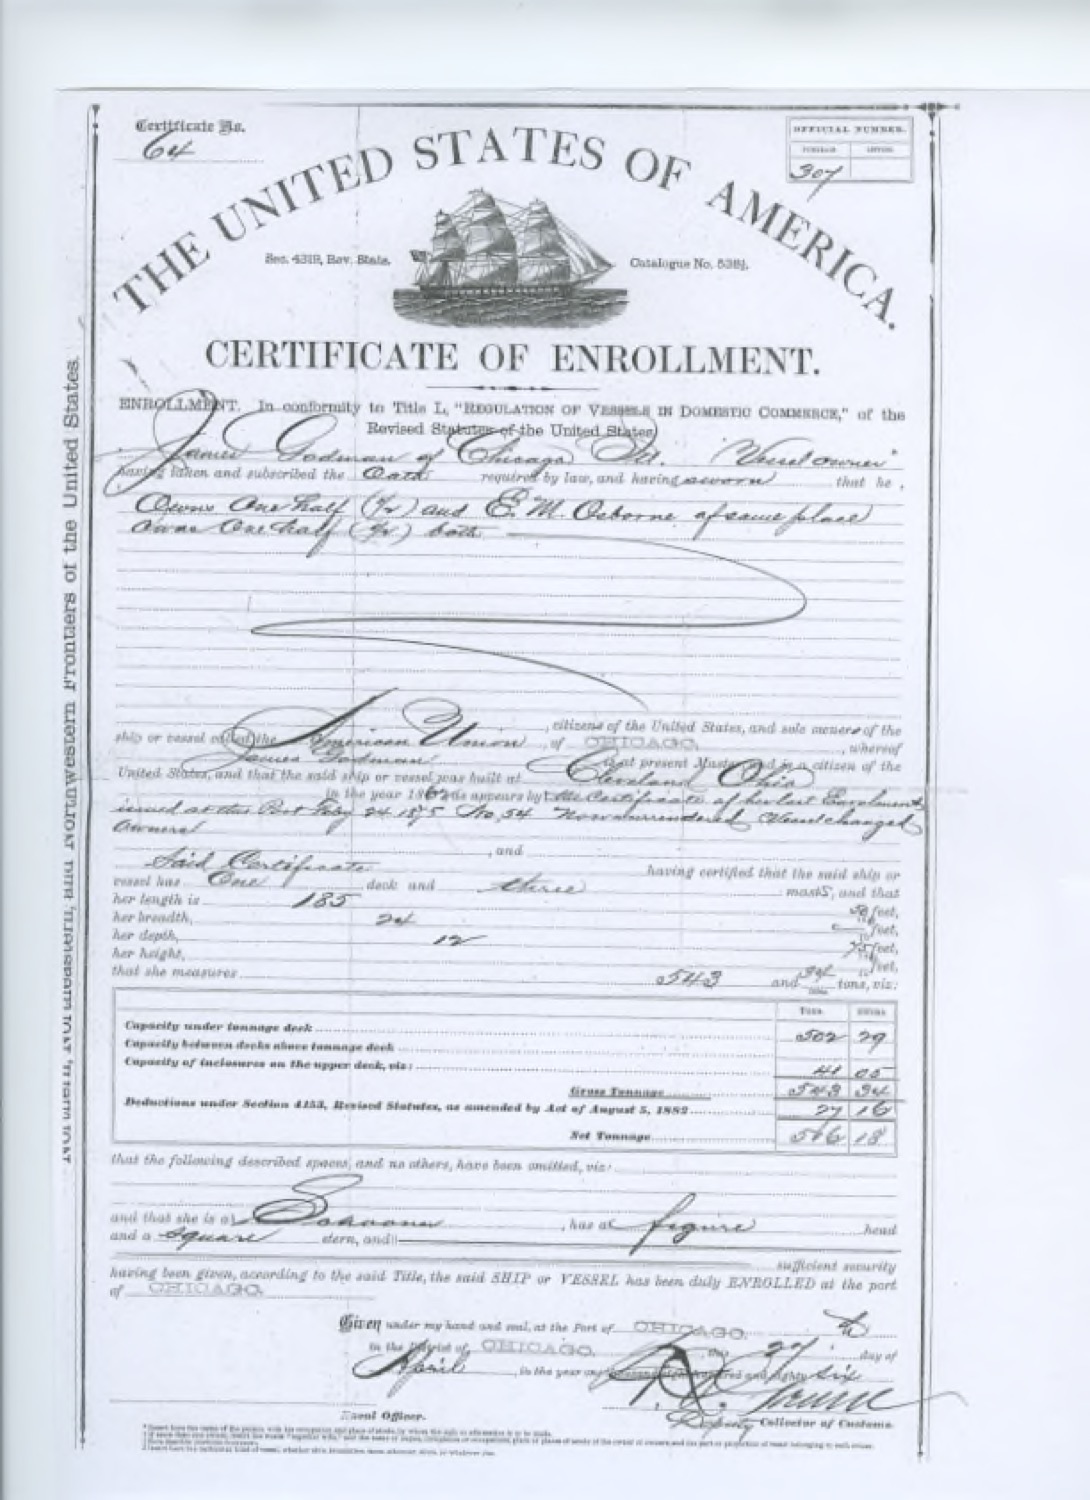 Certificate No.
64
OFFICIAL NUMBER.
307
THE UNITED STATES OF AMERICA.
Sec. 4319, Rev. Stats.
Catalogue No. 538½.
CERTIFICATE OF ENROLLMENT.
ENROLLMENT. In conformity to Title L, "REGULATION OF VESSELS IN DOMESTIC COMMERCE," of the
Revised Statutes of the United States,
James Godman of Chicago Ill. "Vessel owner"
having taken and subscribed the Oath required by law, and having sworn that he
Owns One half (1/2) and E. M. Osborne of same place
Owns One half (1/2) both
citizens of the United States, and sole owners of the
ship or vessel called the American Union, of CHICAGO, whereof
James Godman is at present Master, and is a citizen of the
United States, and that the said ship or vessel was built at Cleveland Ohio
in the year 1862 as appears by the Certificate of her last Enrolment
issued at this Port Feby 24 No. 54 Now surrendered Vessel changed
Owners
, and
Said Certificate having certified that the said ship or
vessel has One deck and three masts, and that
her length is 185 feet,
her breadth, feet,
her depth, 12 feet,
her height, feet,
that she measures 543 and 34 tons, viz:
Capacity under tonnage deck 502 29
Capacity between decks above tonnage deck
Capacity of inclosures on the upper deck, viz: 41 05
Gross Tonnage 543 34
Deductions under Section 4153, Revised Statutes, as amended by Act of August 5, 1882 27 16
Net Tonnage 516 18
that the following described spaces, and no others, have been omitted, viz:
and that she is a Schooner, has a figure head
and a square stern, and
sufficient security
having been given, according to the said Title, the said SHIP or VESSEL has been duly ENROLLED at the port
of CHICAGO.
Given under my hand and seal, at the Port of CHICAGO.
in the District of CHICAGO, this 27 day of
April, in the year one thousand eight hundred and eighty six
Naval Officer.
Deputy Collector of Customs.
Northwestern Frontiers of the United States.